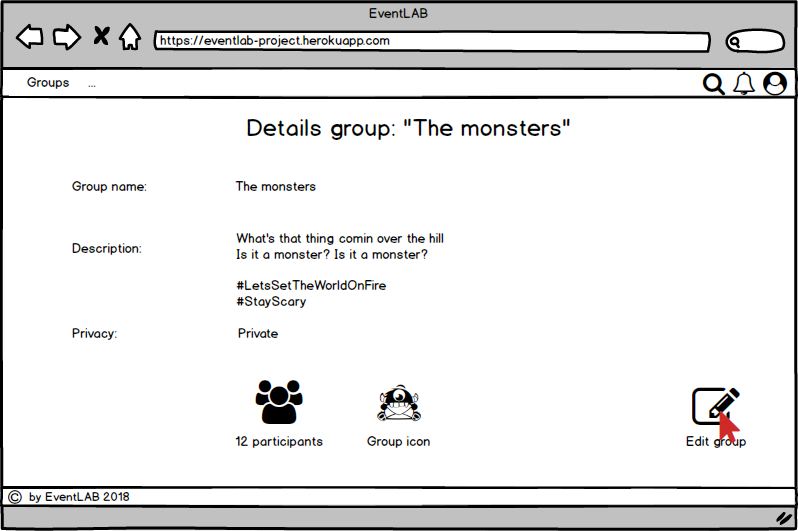 EventLAB
https://eventlab-project.herokuapp.com
Groups ...
Details group: "The monsters"
Group name: The monsters
Description:
What's that thing comin over the hill
Is it a monster? Is it a monster?
#LetsSetTheWorldOnFire
#StayScary
Privacy: Private
12 participants Group icon Edit group
© by EventLAB 2018